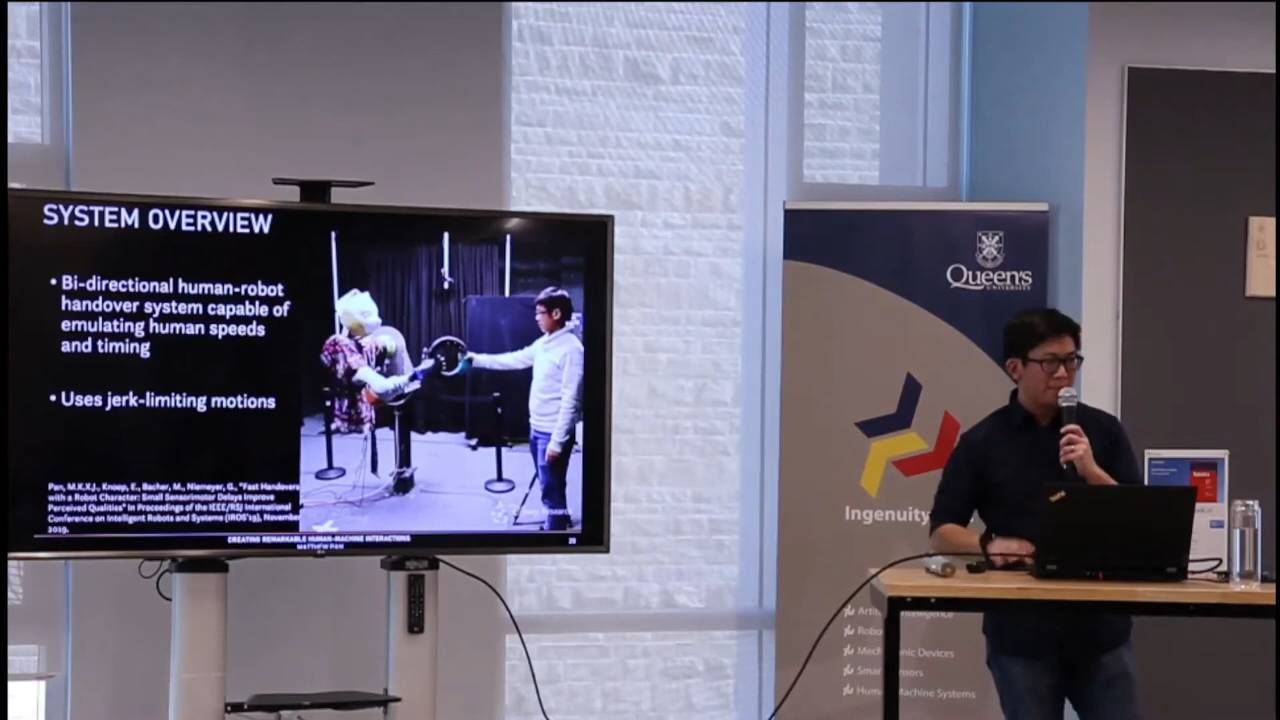 SYSTEM OVERVIEW
• Bi-directional human-robot
handover system capable of
emulating human speeds
and timing
• Uses jerk-limiting motions
Pan, M.K.X.J., Knoop, E., Bacher, M., Niemeyer, G., "Fast Handovers
with a Robot Character: Small Sensorimotor Delays Improve
Perceived Qualities" In Proceedings of the IEEE/RSJ International
Conference on Intelligent Robots and Systems (IROS'19), November
2019.
CREATING REMARKABLE HUMAN-MACHINE INTERACTIONS
MATTHEW PAN
Queen's
UNIVERSITY
Ingenuity
Mech nic Devices
Machine Systems